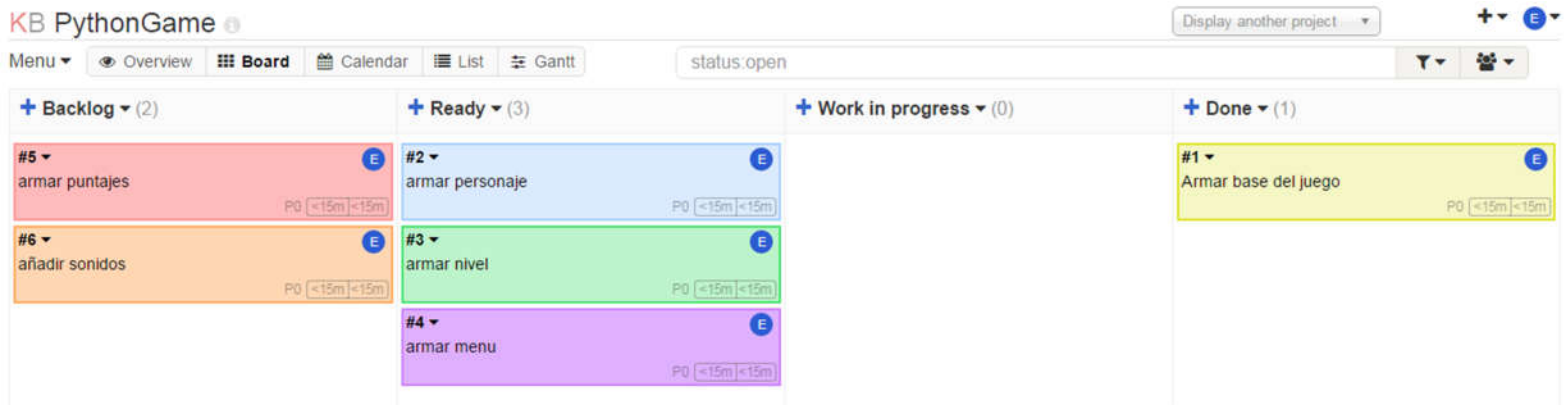 KB PythonGame
Display another project
E
Menu Overview Board Calendar List Gantt
status:open
Backlog (2)
#5
E
armar puntajes
P0 <15m <15m
#6
E
añadir sonidos
P0 <15m <15m
Ready (3)
#2
E
armar personaje
P0 <15m <15m
#3
E
armar nivel
P0 <15m <15m
#4
E
armar menu
P0 <15m <15m
Work in progress (0)
Done (1)
#1
E
Armar base del juego
P0 <15m <15m